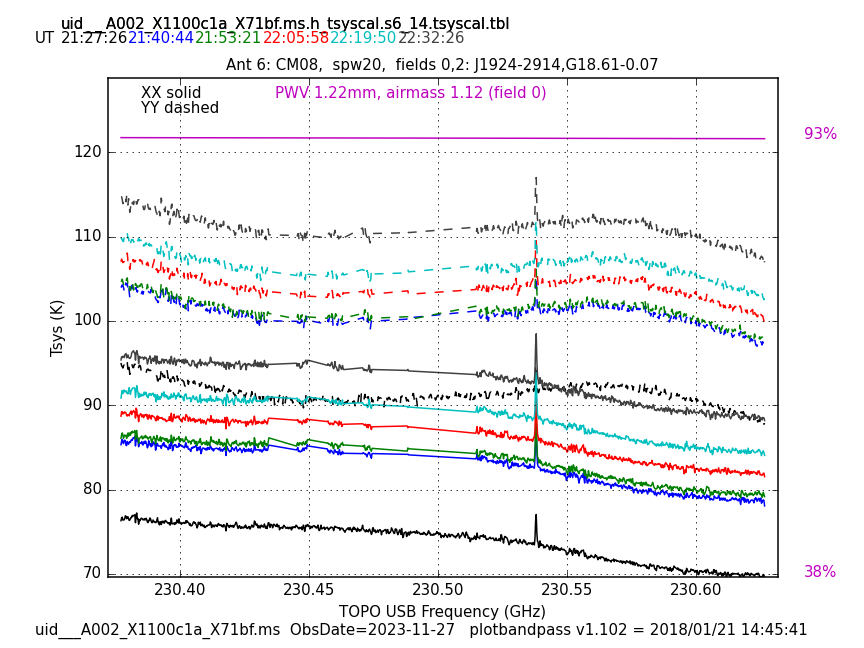 uid___A002_X1100c1a_X71bf.ms.h_tsyscal.s6_14.tsyscal.tbl
UT 21:27:26 21:40:44 21:53:21 22:05:58 22:19:50 22:32:26
Ant 6: CM08,  spw20,  fields 0,2: J1924-2914,G18.61-0.07
XX solid
YY dashed
PWV 1.22mm, airmass 1.12 (field 0)
93%
120
110
100
90
80
70
38%
Tsys (K)
230.40 230.45 230.50 230.55 230.60
TOPO USB Frequency (GHz)
uid___A002_X1100c1a_X71bf.ms  ObsDate=2023-11-27   plotbandpass v1.102 = 2018/01/21 14:45:41